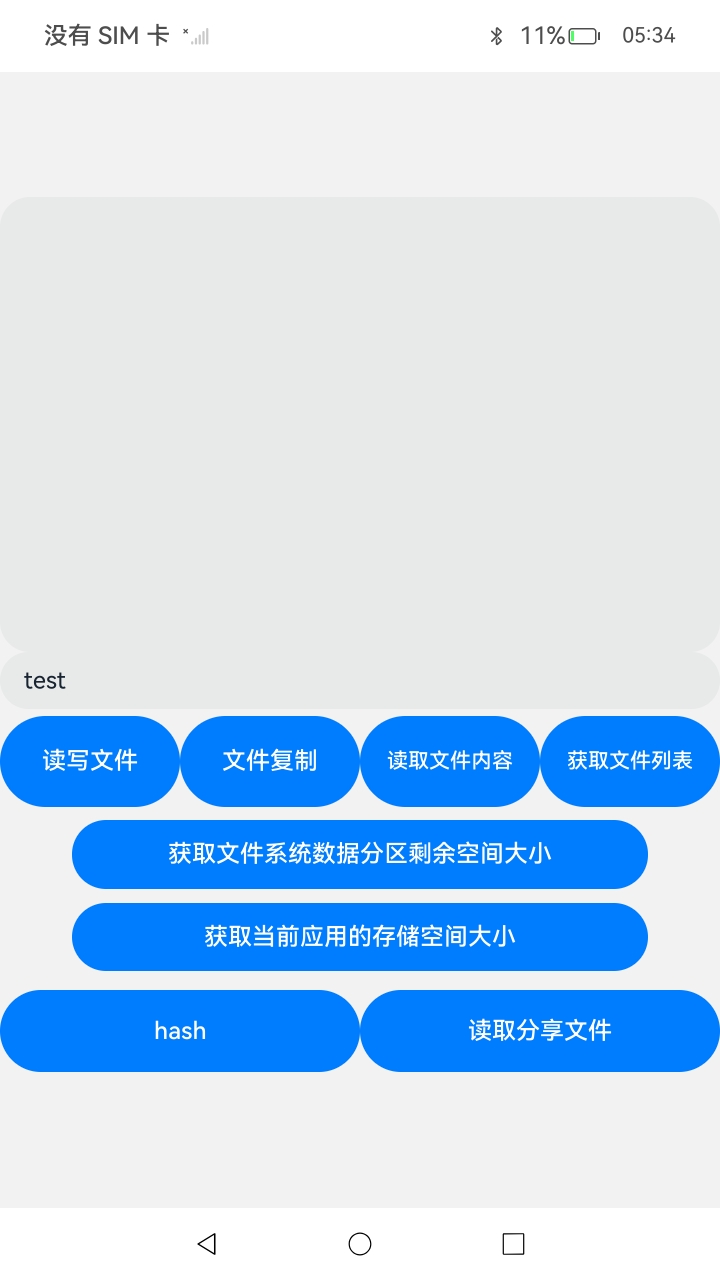 没有 SIM 卡 11% 05:34
test
读写文件 文件复制 读取文件内容 获取文件列表
获取文件系统数据分区剩余空间大小
获取当前应用的存储空间大小
hash 读取分享文件